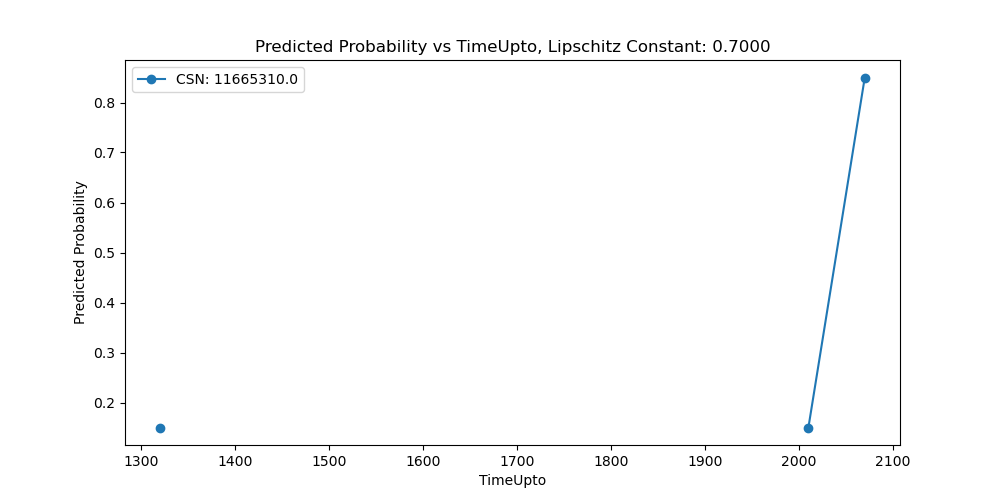 Predicted Probability vs TimeUpto, Lipschitz Constant: 0.7000
CSN: 11665310.0
Predicted Probability
0.8
0.7
0.6
0.5
0.4
0.3
0.2
1300 1400 1500 1600 1700 1800 1900 2000 2100
TimeUpto